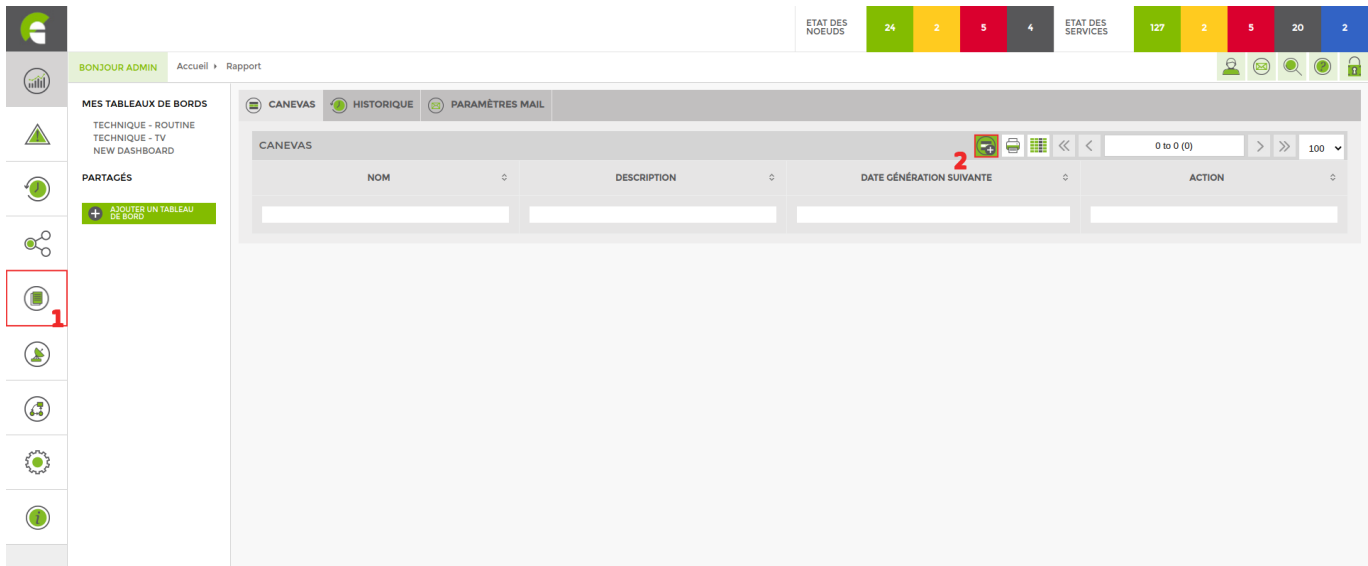 ETAT DES
NOEUDS
24 2 5 4
ETAT DES
SERVICES
127 2 5 20 2
BONJOUR ADMIN Accueil Rapport
MES TABLEAUX DE BORDS
TECHNIQUE - ROUTINE
TECHNIQUE - TV
NEW DASHBOARD
PARTAGÉS
AJOUTER UN TABLEAU
DE BORD
CANEVAS HISTORIQUE PARAMÈTRES MAIL
CANEVAS
0 to 0 (0)
100
2
NOM DESCRIPTION DATE GÉNÉRATION SUIVANTE ACTION
1